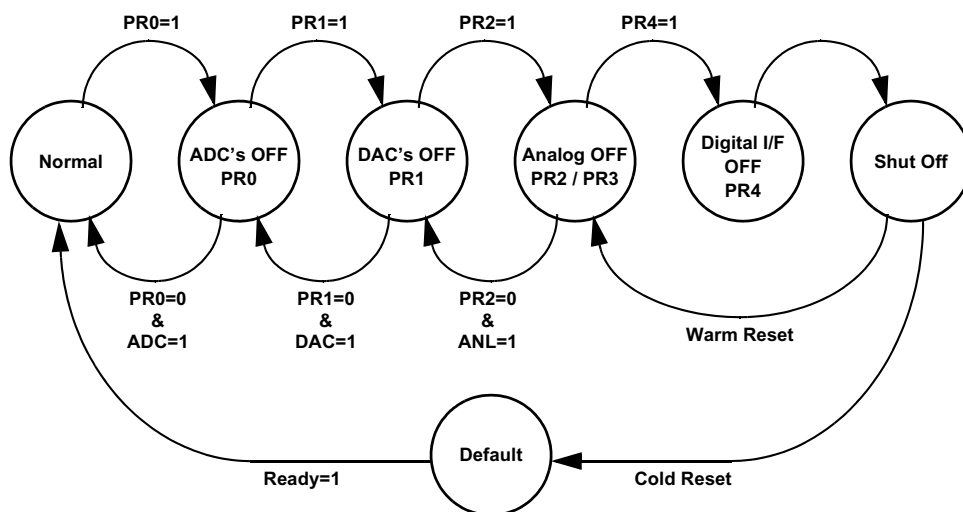 PR0=1
PR1=1
PR2=1
PR4=1
Normal
ADC's OFF
PR0
DAC's OFF
PR1
Analog OFF
PR2 / PR3
Digital I/F
OFF
PR4
Shut Off
PR0=0
&
ADC=1
PR1=0
&
DAC=1
PR2=0
&
ANL=1
Warm Reset
Default
Ready=1
Cold Reset